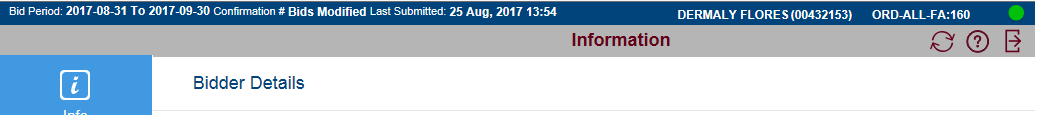 Bid Period: 2017-08-31 To 2017-09-30 Confirmation # Bids Modified Last Submitted: 25 Aug, 2017 13:54 DERMALY FLORES (00432153) ORD-ALL-FA:160
Information
Info
Bidder Details